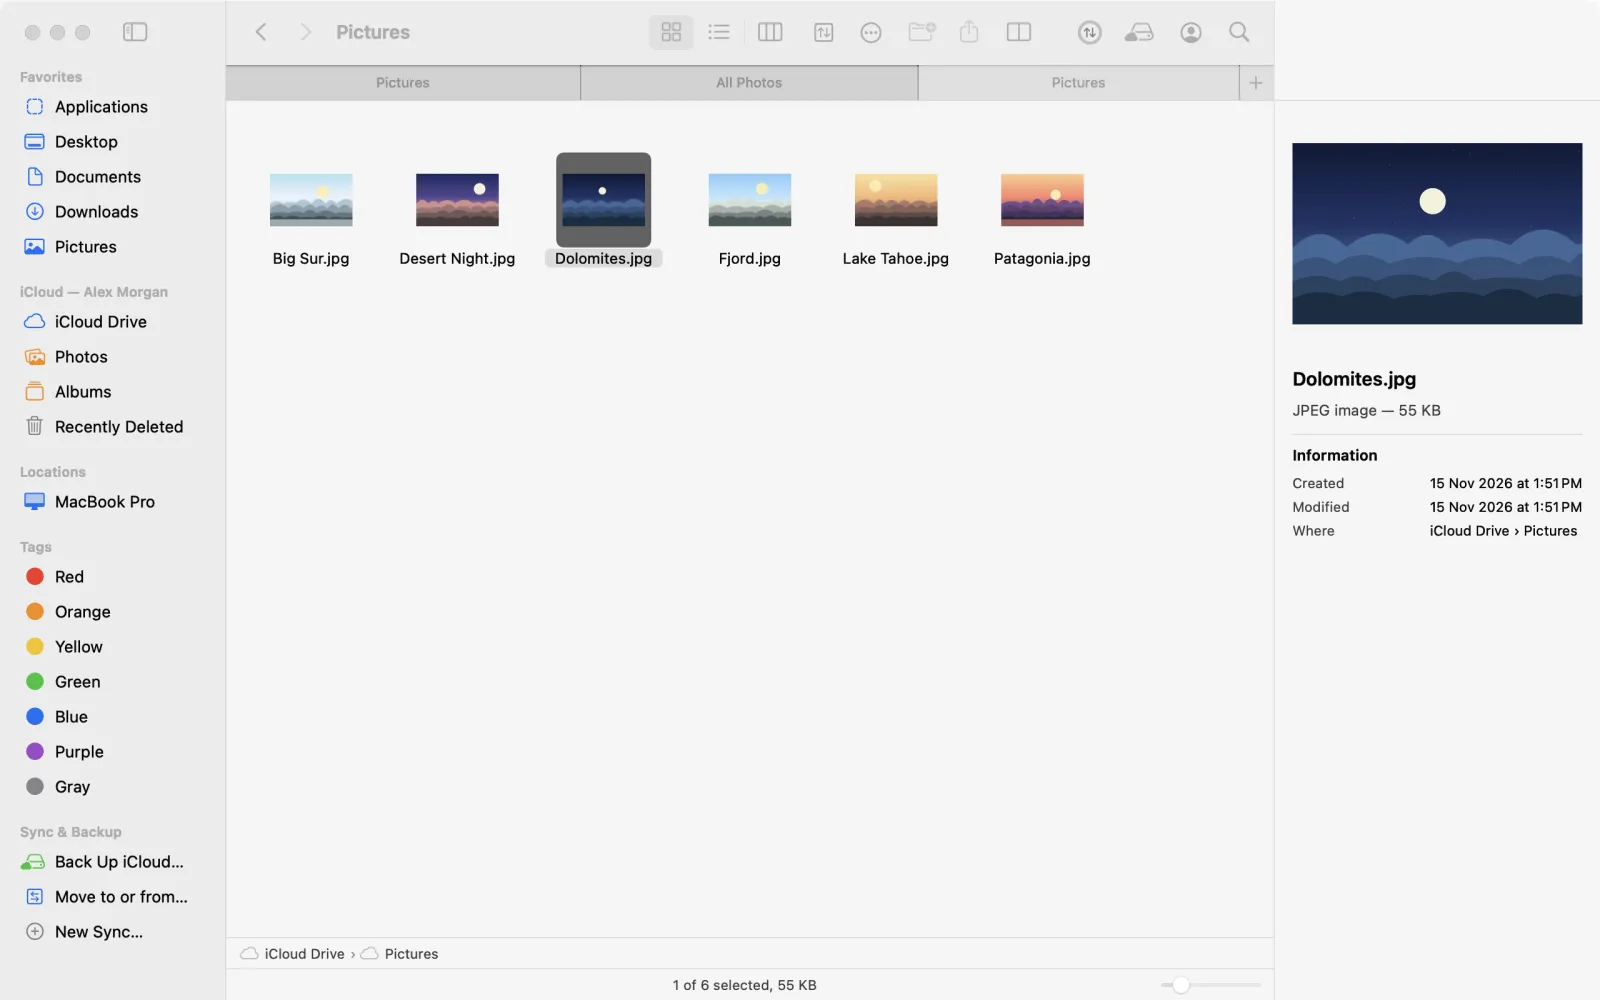 Pictures
Pictures
All Photos
Pictures
Favorites
Applications
Desktop
Documents
Downloads
Pictures
iCloud — Alex Morgan
iCloud Drive
Photos
Albums
Recently Deleted
Locations
MacBook Pro
Tags
Red
Orange
Yellow
Green
Blue
Purple
Gray
Sync & Backup
Back Up iCloud...
Move to or from...
New Sync...
Big Sur.jpg
Desert Night.jpg
Dolomites.jpg
Fjord.jpg
Lake Tahoe.jpg
Patagonia.jpg
iCloud Drive › Pictures
1 of 6 selected, 55 KB
Dolomites.jpg
JPEG image — 55 KB
Information
Created 15 Nov 2026 at 1:51 PM
Modified 15 Nov 2026 at 1:51 PM
Where iCloud Drive › Pictures